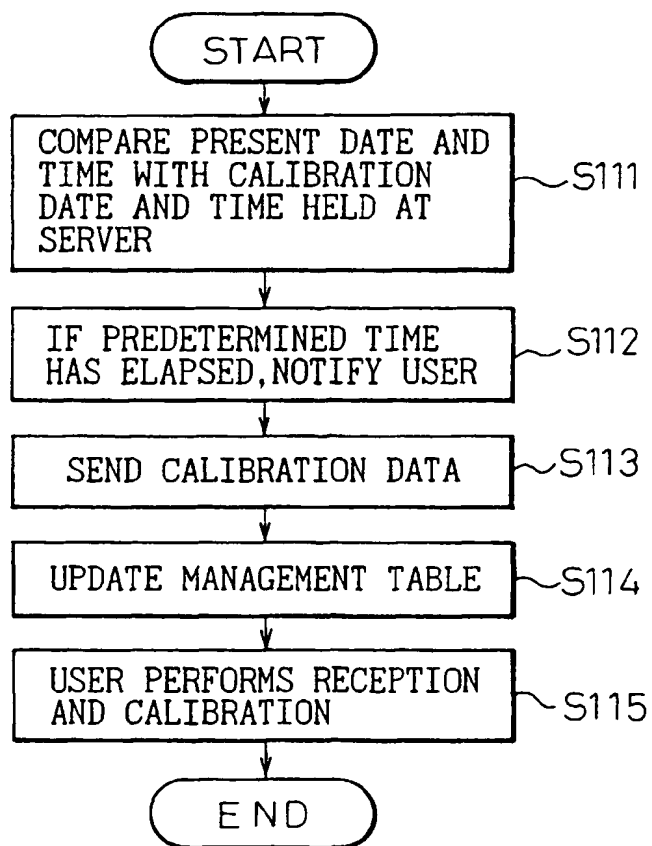 START
COMPARE PRESENT DATE AND
TIME WITH CALIBRATION
DATE AND TIME HELD AT
SERVER
S111
IF PREDETERMINED TIME
HAS ELAPSED, NOTIFY USER
S112
SEND CALIBRATION DATA
S113
UPDATE MANAGEMENT TABLE
S114
USER PERFORMS RECEPTION
AND CALIBRATION
S115
END